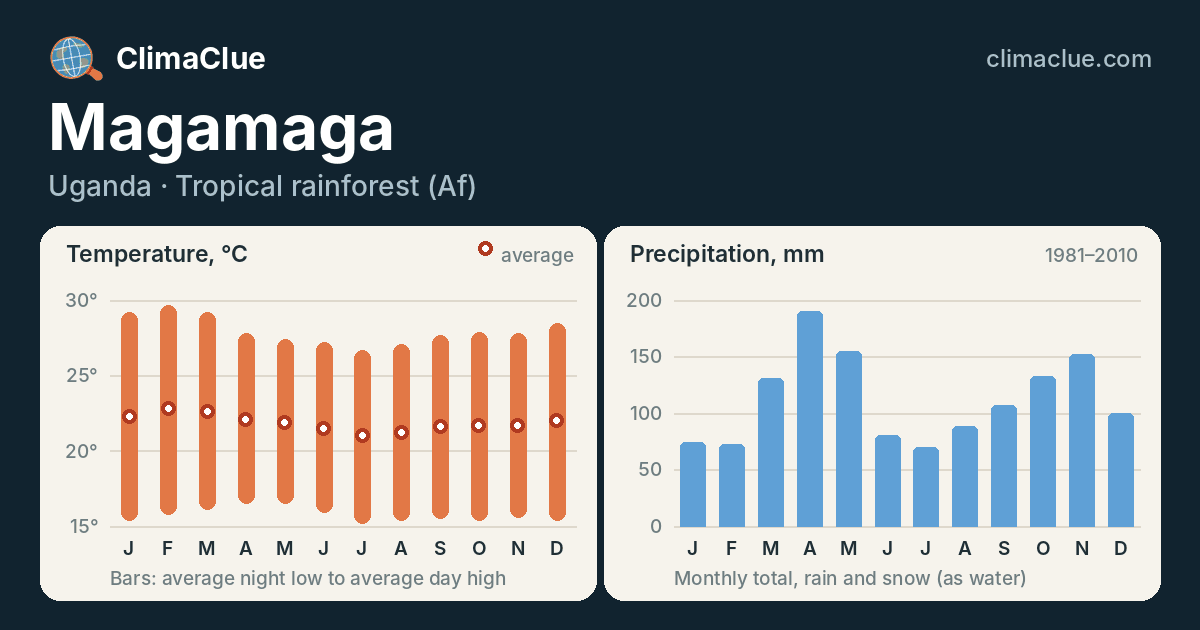 ClimaClue
climaclue.com
Magamaga
Uganda · Tropical rainforest (Af)
Temperature, °C
average
30°
25°
20°
15°
J F M A M J J A S O N D
Bars: average night low to average day high
Precipitation, mm
1981–2010
200
150
100
50
0
J F M A M J J A S O N D
Monthly total, rain and snow (as water)